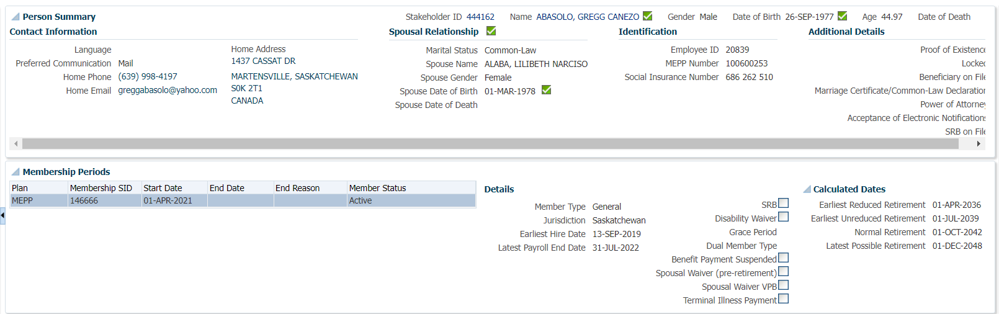 Person Summary
Stakeholder ID 444162 Name ABASOLO, GREGG CANEZO Gender Male Date of Birth 26-SEP-1977 Age 44.97 Date of Death
Contact Information
Language
Preferred Communication Mail
Home Phone (639) 998-4197
Home Email greggabasolo@yahoo.com
Home Address
1437 CASSAT DR
MARTENSVILLE, SASKATCHEWAN
S0K 2T1
CANADA
Spousal Relationship
Marital Status Common-Law
Spouse Name ALABA, LILIBETH NARCISO
Spouse Gender Female
Spouse Date of Birth 01-MAR-1978
Spouse Date of Death
Identification
Employee ID 20839
MEPP Number 100600253
Social Insurance Number 686 262 510
Additional Details
Proof of Existence
Locked
Beneficiary on File
Marriage Certificate/Common-Law Declaration
Power of Attorney
Acceptance of Electronic Notifications
SRB on File
Membership Periods
Plan Membership SID Start Date End Date End Reason Member Status
MEPP 146666 01-APR-2021 Active
Details
Member Type General
Jurisdiction Saskatchewan
Earliest Hire Date 13-SEP-2019
Latest Payroll End Date 31-JUL-2022
SRB
Disability Waiver
Grace Period
Dual Member Type
Benefit Payment Suspended
Spousal Waiver (pre-retirement)
Spousal Waiver VPB
Terminal Illness Payment
Calculated Dates
Earliest Reduced Retirement 01-APR-2036
Earliest Unreduced Retirement 01-JUL-2039
Normal Retirement 01-OCT-2042
Latest Possible Retirement 01-DEC-2048